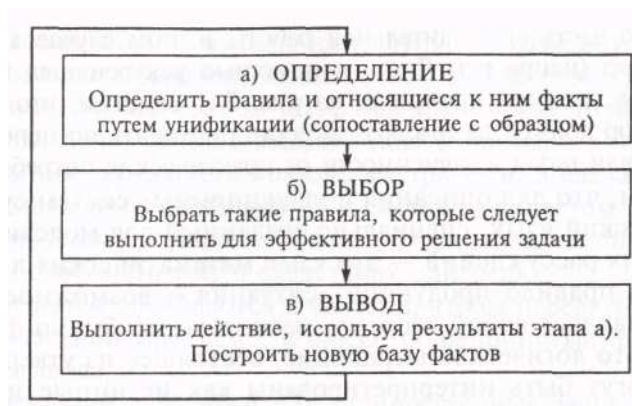 а) ОПРЕДЕЛЕНИЕ
Определить правила и относящиеся к ним факты
путем унификации (сопоставление с образцом)
б) ВЫБОР
Выбрать такие правила, которые следует
выполнить для эффективного решения задачи
в) ВЫВОД
Выполнить действие, используя результаты этапа а).
Построить новую базу фактов